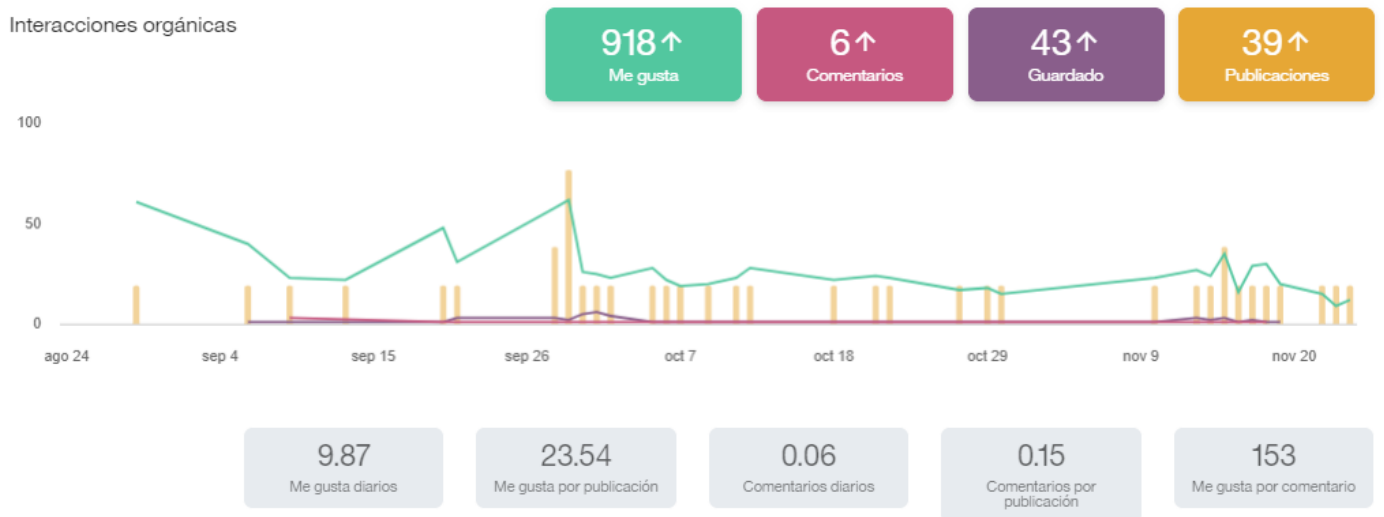 Interacciones orgánicas
918↑
Me gusta
6↑
Comentarios
43↑
Guardado
39↑
Publicaciones
100
50
0
ago 24
sep 4
sep 15
sep 26
oct 7
oct 18
oct 29
nov 9
nov 20
9.87
Me gusta diarios
23.54
Me gusta por publicación
0.06
Comentarios diarios
0.15
Comentarios por
publicación
153
Me gusta por comentario